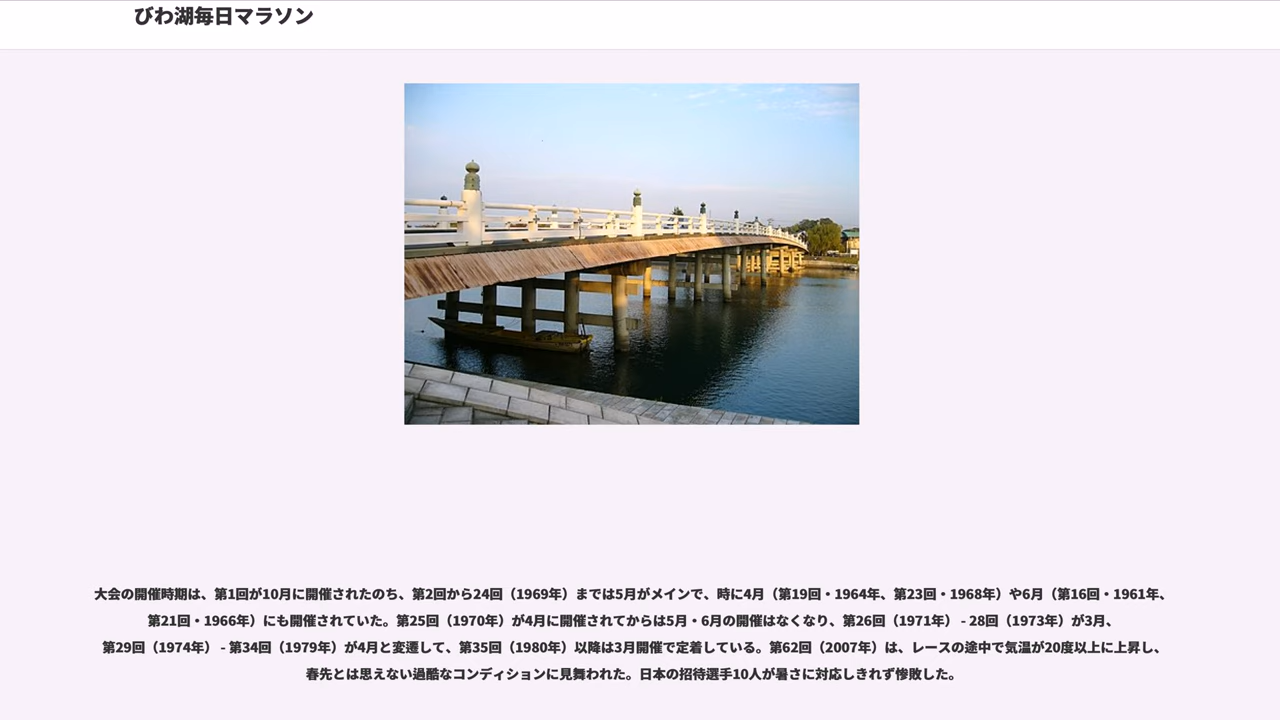 びわ湖毎日マラソン
大会の開催時期は、第1回が10月に開催されたのち、第2回から24回（1969年）までは5月がメインで、時に4月（第19回・1964年、第23回・1968年）や6月（第16回・1961年、
第21回・1966年）にも開催されていた。第25回（1970年）が4月に開催されてからは5月・6月の開催はなくなり、第26回（1971年） - 28回（1973年）が3月、
第29回（1974年） - 第34回（1979年）が4月と変遷して、第35回（1980年）以降は3月開催で定着している。第62回（2007年）は、レースの途中で気温が20度以上に上昇し、
春先とは思えない過酷なコンディションに見舞われた。日本の招待選手10人が暑さに対応しきれず惨敗した。